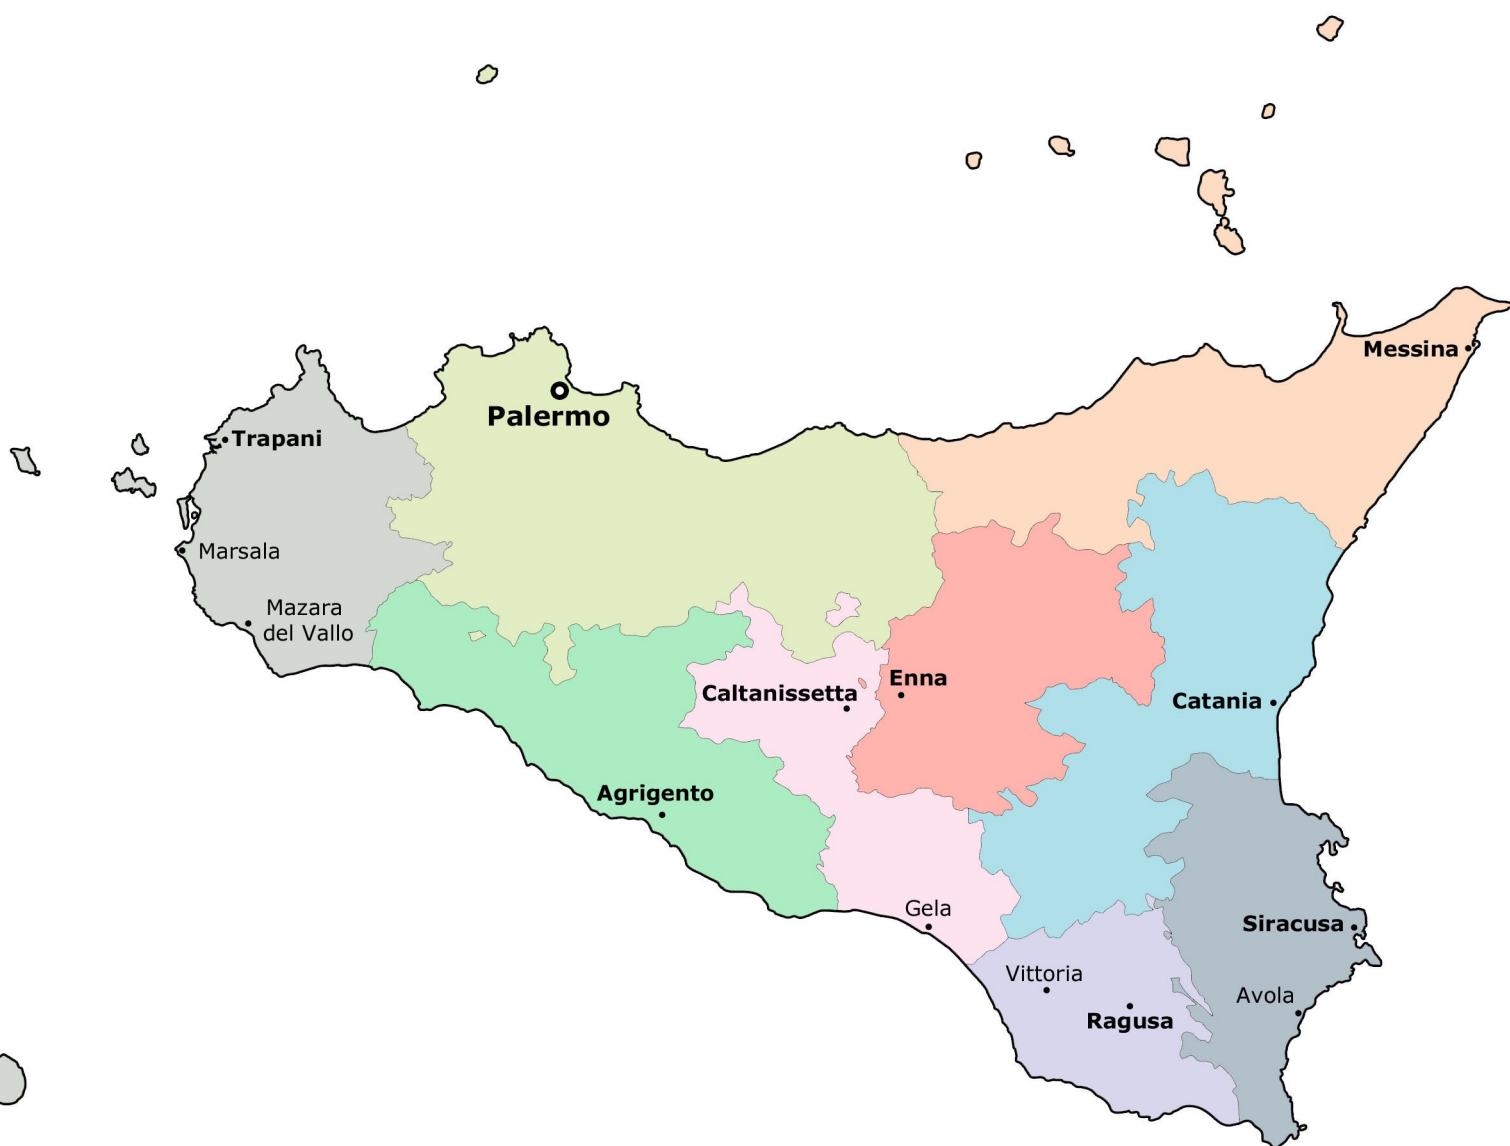 Messina
Palermo
Trapani
Marsala
Mazara
del Vallo
Enna
Caltanissetta
Catania
Agrigento
Gela
Siracusa
Vittoria
Avola
Ragusa